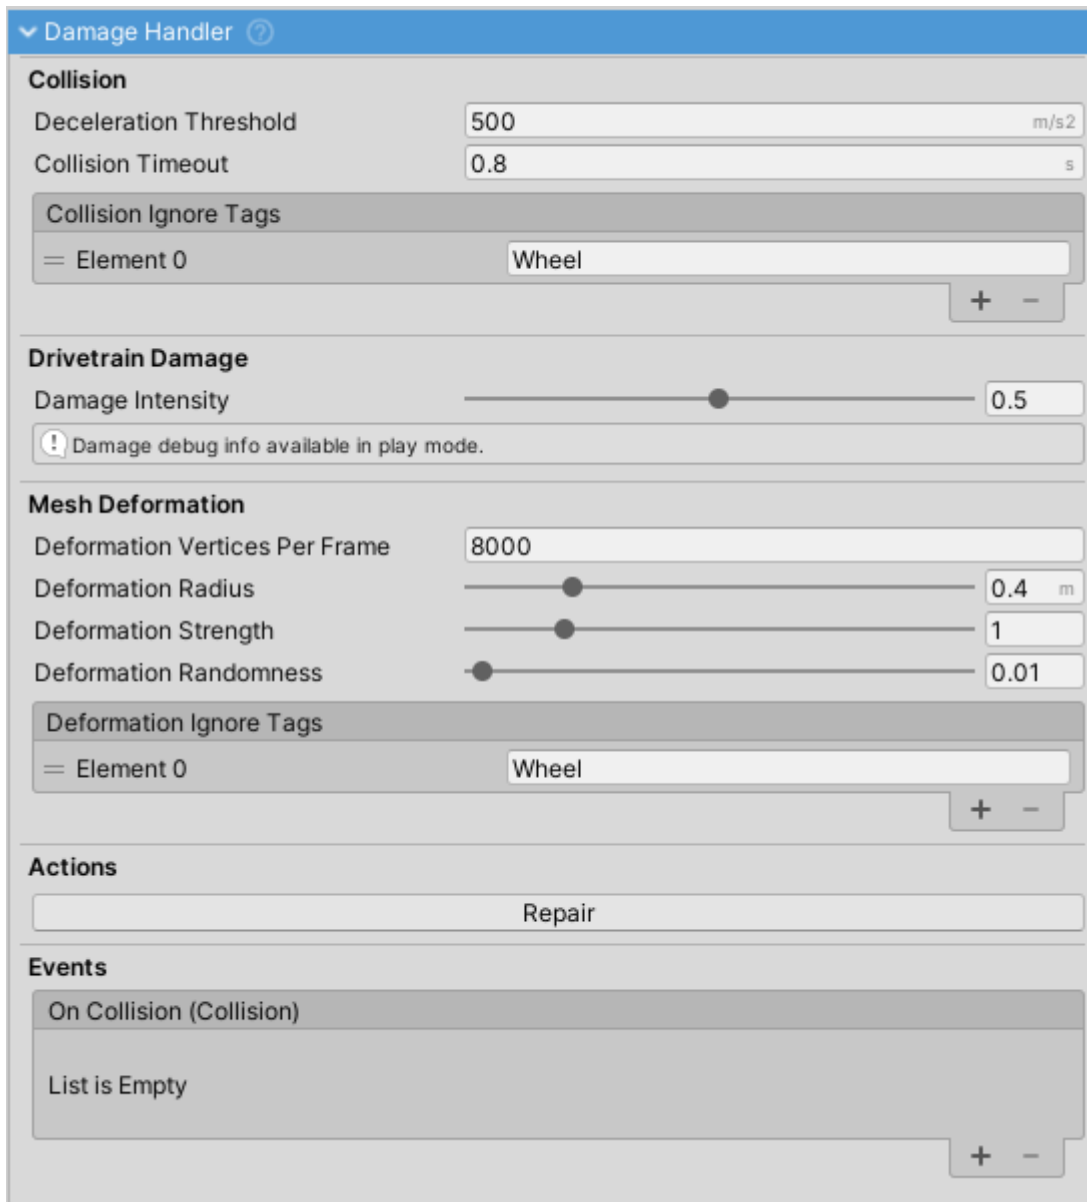 Damage Handler ?
Collision
Deceleration Threshold 500 m/s2
Collision Timeout 0.8 s
Collision Ignore Tags
= Element 0 Wheel
+ −
Drivetrain Damage
Damage Intensity 0.5
! Damage debug info available in play mode.
Mesh Deformation
Deformation Vertices Per Frame 8000
Deformation Radius 0.4 m
Deformation Strength 1
Deformation Randomness 0.01
Deformation Ignore Tags
= Element 0 Wheel
+ −
Actions
Repair
Events
On Collision (Collision)
List is Empty
+ −